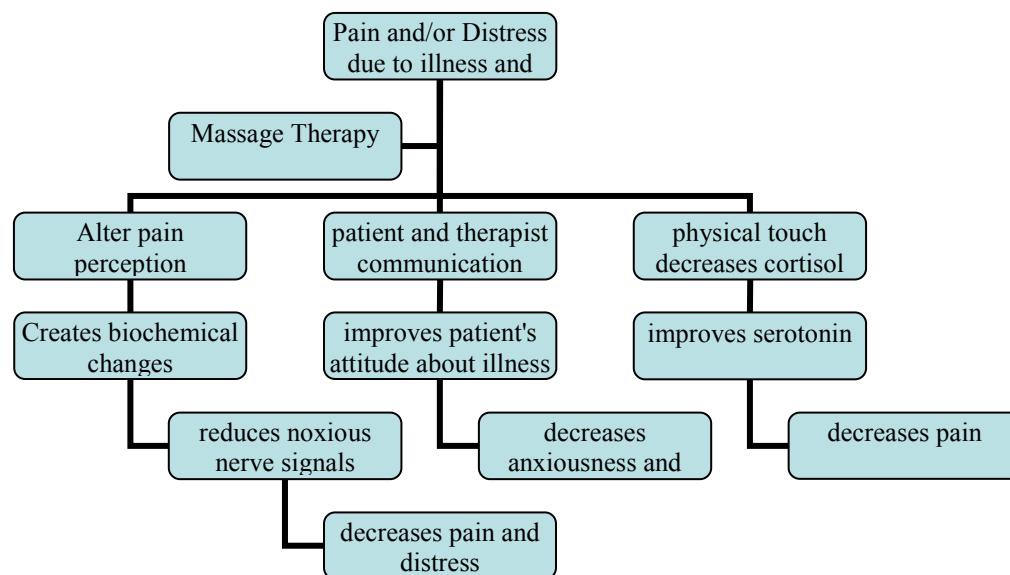 Pain and/or Distress
due to illness and
Massage Therapy
Alter pain
perception
patient and therapist
communication
physical touch
decreases cortisol
Creates biochemical
changes
improves patient's
attitude about illness
improves serotonin
reduces noxious
nerve signals
decreases
anxiousness and
decreases pain
decreases pain and
distress